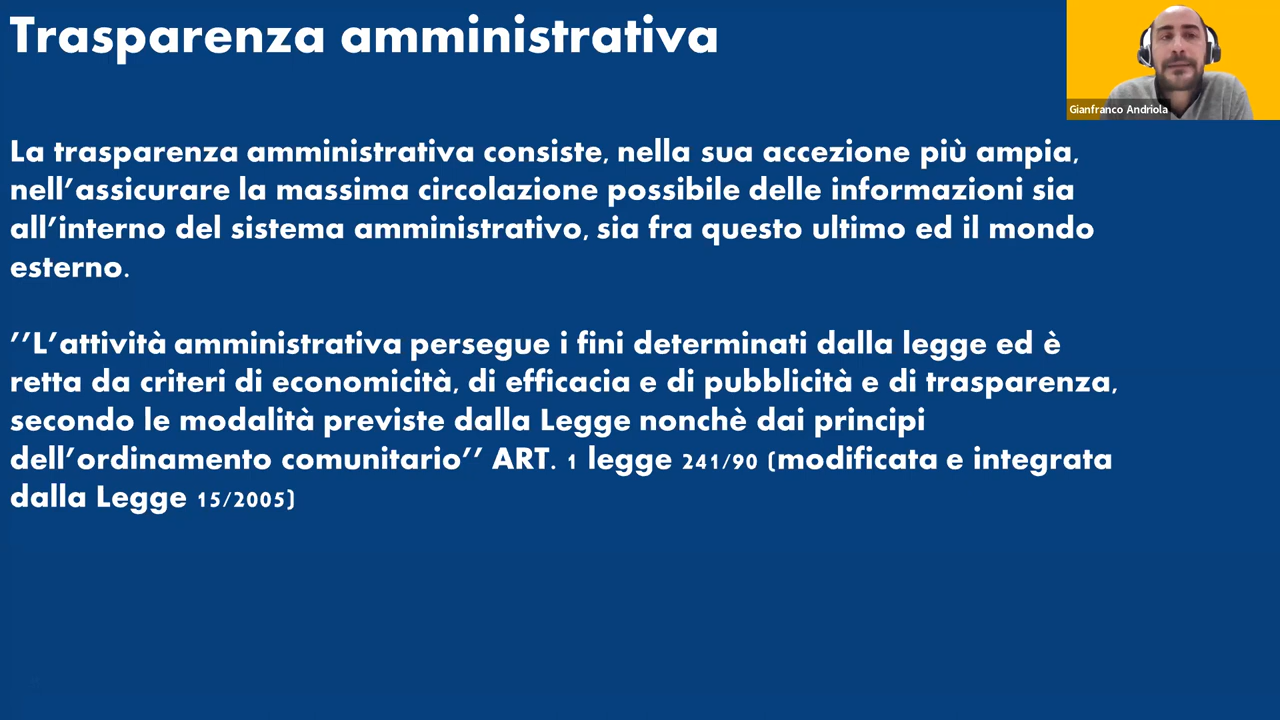 Trasparenza amministrativa
Gianfranco Andriola
La trasparenza amministrativa consiste, nella sua accezione più ampia,
nell’assicurare la massima circolazione possibile delle informazioni sia
all’interno del sistema amministrativo, sia fra questo ultimo ed il mondo
esterno.
’’L’attività amministrativa persegue i fini determinati dalla legge ed è
retta da criteri di economicità, di efficacia e di pubblicità e di trasparenza,
secondo le modalità previste dalla Legge nonchè dai principi
dell’ordinamento comunitario’’ ART. 1 legge 241/90 (modificata e integrata
dalla Legge 15/2005)